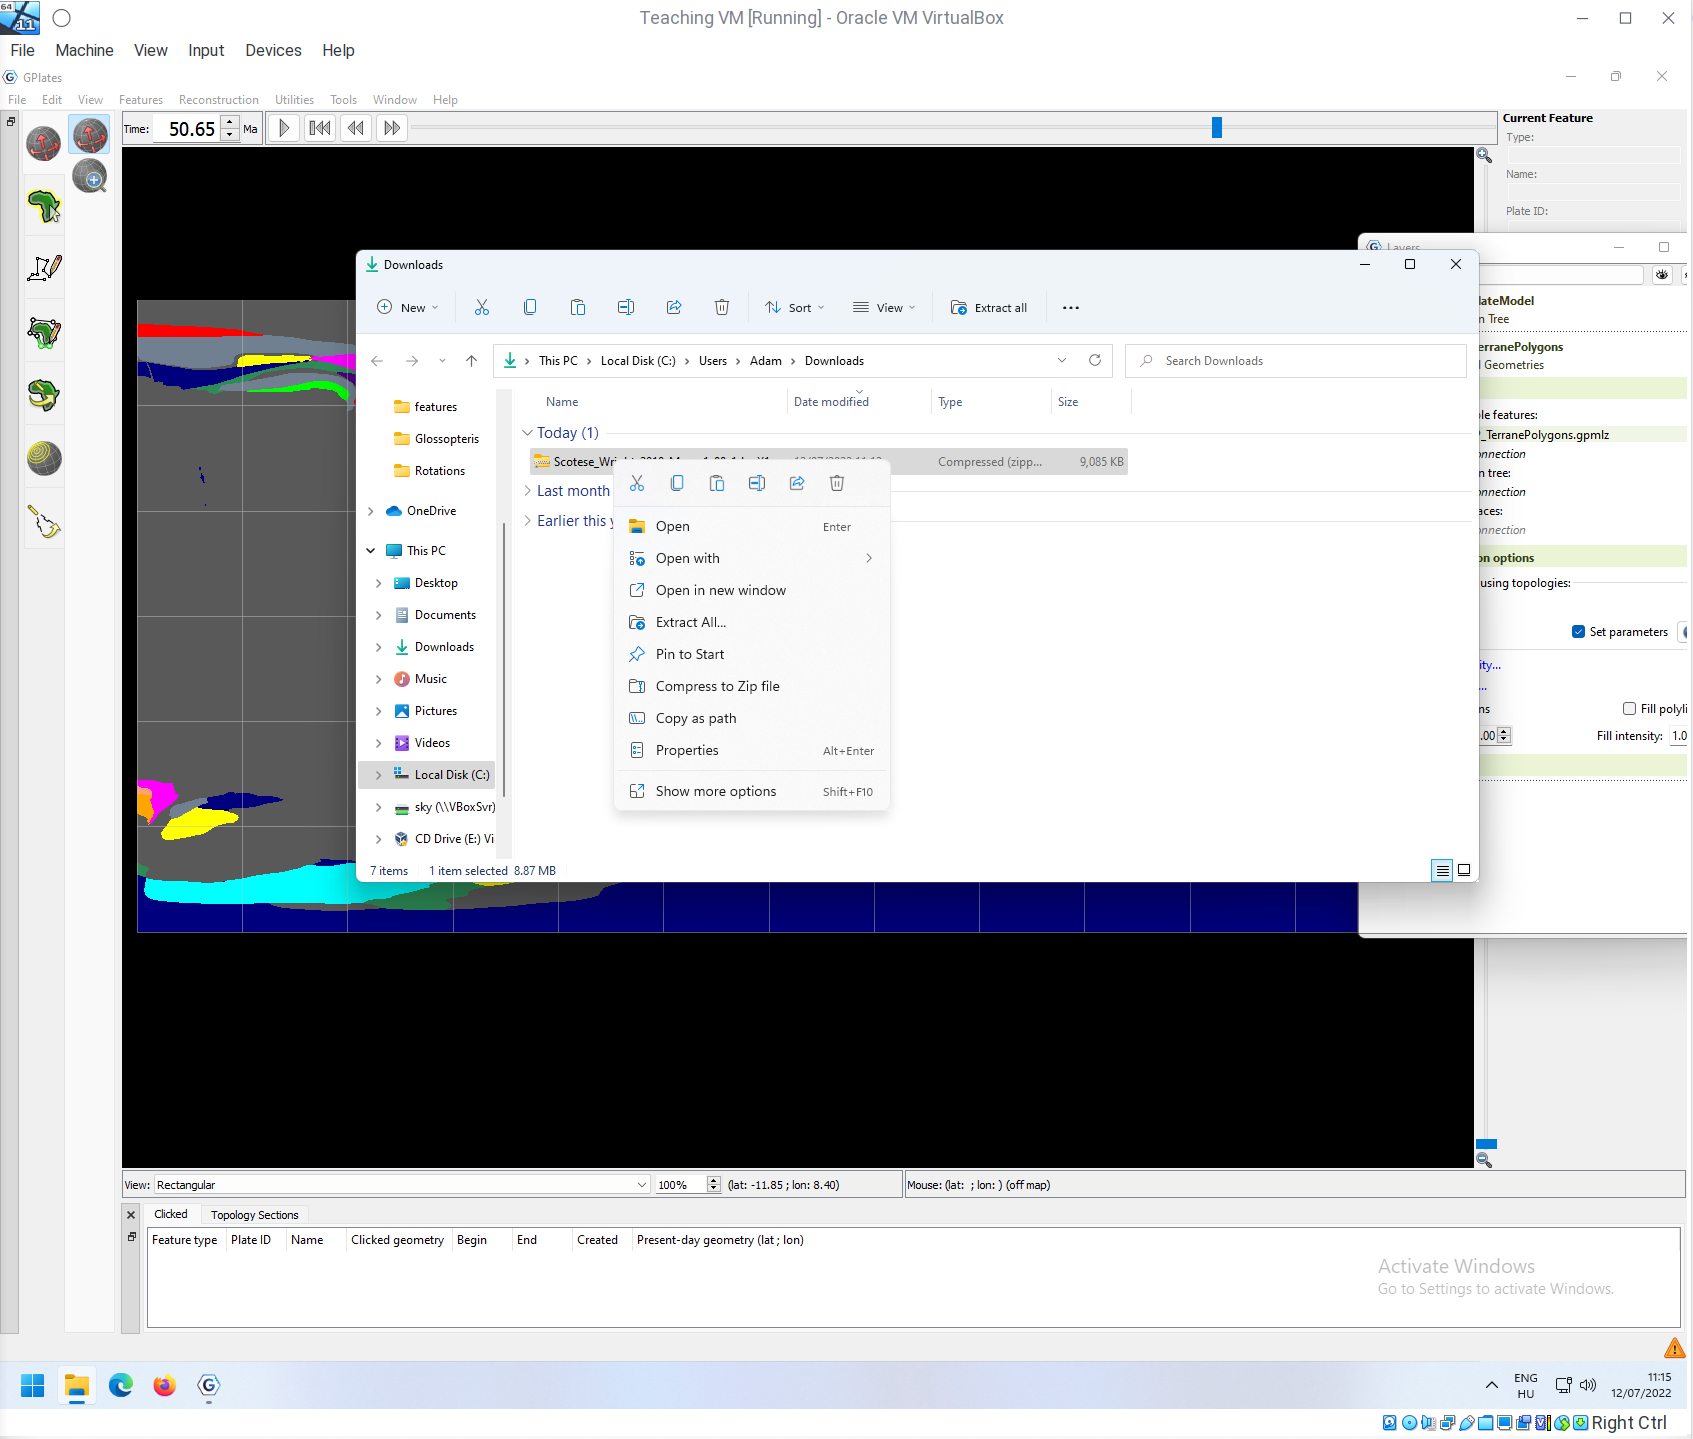 Teaching VM [Running] - Oracle VM VirtualBox
File Machine View Input Devices Help
GPlates
File Edit View Features Reconstruction Utilities Tools Window Help
Time: 50.65 Ma
Current Feature
Type:
Name:
Plate ID:
Layers
Downloads
New Sort View Extract all
This PC Local Disk (C:) Users Adam Downloads
Search Downloads
Name Date modified Type Size
features
Glossopteris
Rotations
OneDrive
This PC
Desktop
Documents
Downloads
Music
Pictures
Videos
Local Disk (C:)
sky (\\VBoxSvr)
CD Drive (E:) Vi
Today (1)
Compressed (zipp... 9,085 KB
Last month
Earlier this y
Open Enter
Open with
Open in new window
Extract All...
Pin to Start
Compress to Zip file
Copy as path
Properties Alt+Enter
Show more options Shift+F10
7 items 1 item selected 8.87 MB
lateModel
n Tree
erranePolygons
l Geometries
le features:
_TerranePolygons.gpmlz
onnection
n tree:
onnection
aces:
onnection
on options
using topologies:
Set parameters
ity...
...
ns
Fill polyli
.00
Fill intensity: 1.0
View: Rectangular 100% (lat: -11.85 ; lon: 8.40) Mouse: (lat: ; lon: ) (off map)
Clicked Topology Sections
Feature type Plate ID Name Clicked geometry Begin End Created Present-day geometry (lat ; lon)
Activate Windows
Go to Settings to activate Windows.
ENG
HU
11:15
12/07/2022
Right Ctrl